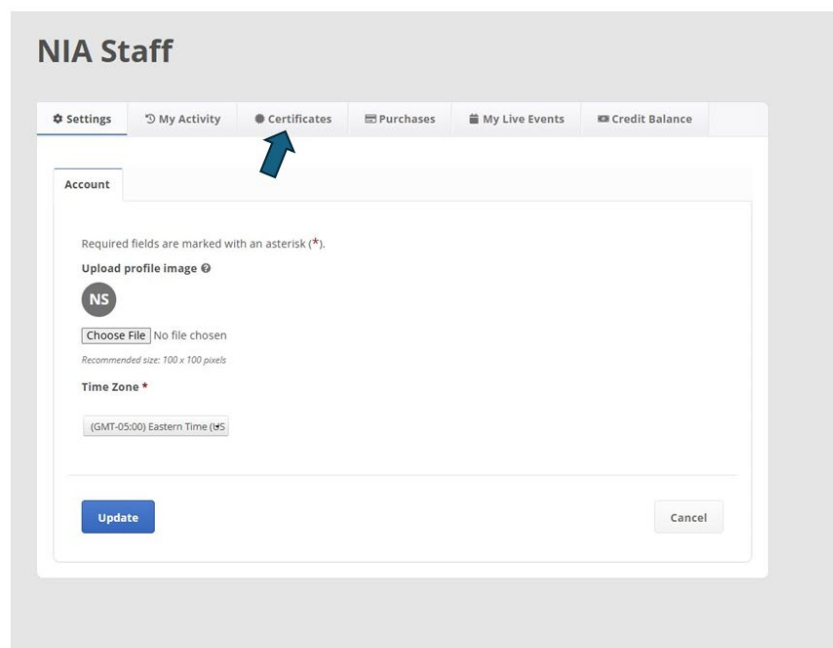 NIA Staff
Settings My Activity Certificates Purchases My Live Events Credit Balance
Account
Required fields are marked with an asterisk (*).
Upload profile image
NS
Choose File No file chosen
Recommended size: 100 x 100 pixels
Time Zone *
(GMT-05:00) Eastern Time (US
Update Cancel